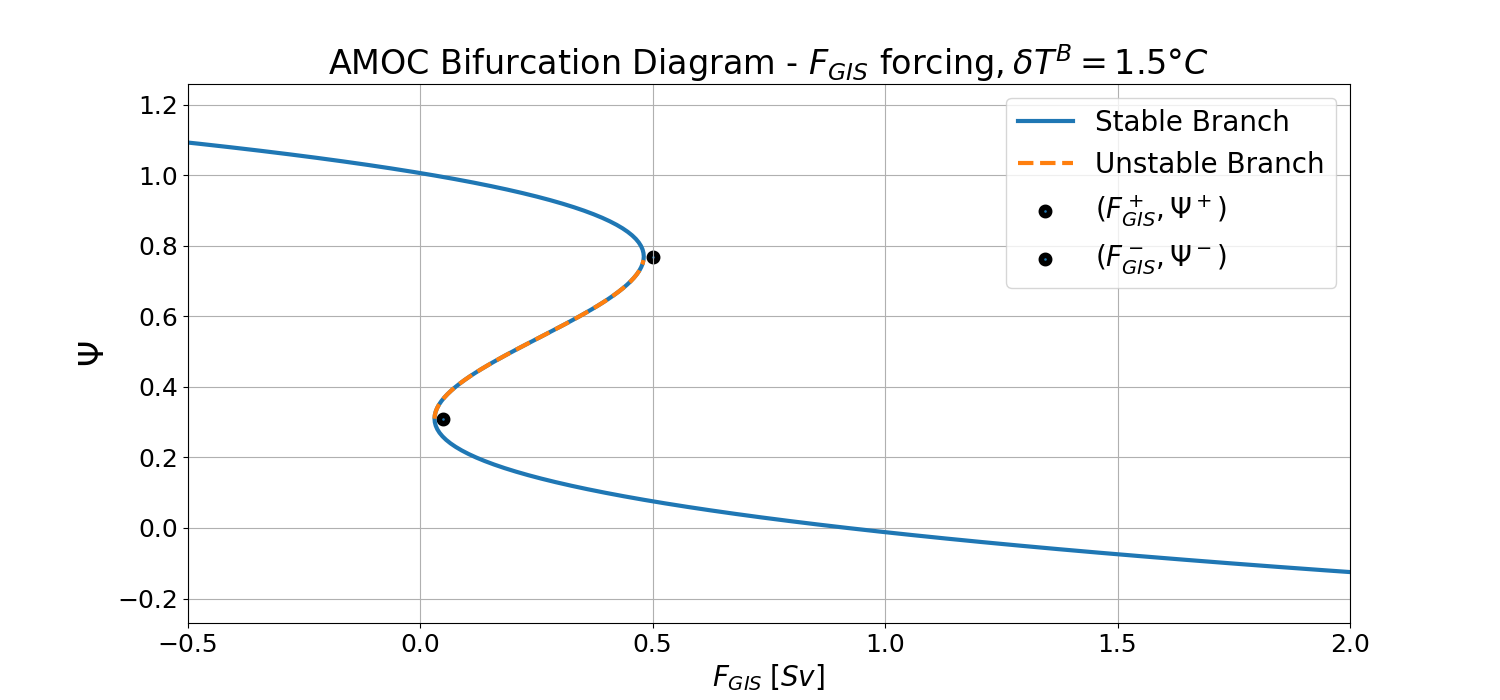 AMOC Bifurcation Diagram - F_GIS forcing, δT^B = 1.5°C
Stable Branch
Unstable Branch
(F^+_GIS, Ψ^+)
(F^-_GIS, Ψ^-)
1.2
1.0
0.8
0.6
0.4
0.2
0.0
−0.2
Ψ
−0.5 0.0 0.5 1.0 1.5 2.0
F_GIS [Sv]